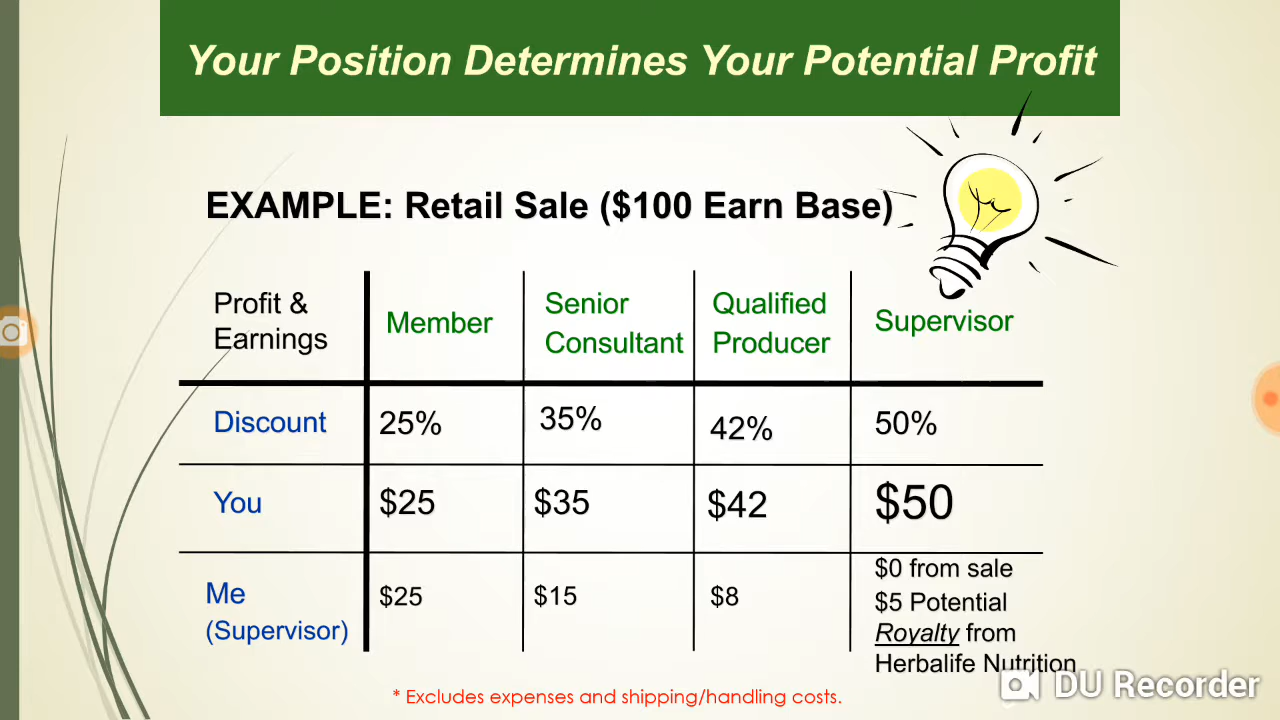 Your Position Determines Your Potential Profit
EXAMPLE: Retail Sale ($100 Earn Base)
Profit & Earnings Member Senior Consultant Qualified Producer Supervisor
Discount 25% 35% 42% 50%
You $25 $35 $42 $50
Me (Supervisor) $25 $15 $8 $0 from sale
$5 Potential
Royalty from
Herbalife Nutrition
* Excludes expenses and shipping/handling costs.
DU Recorder